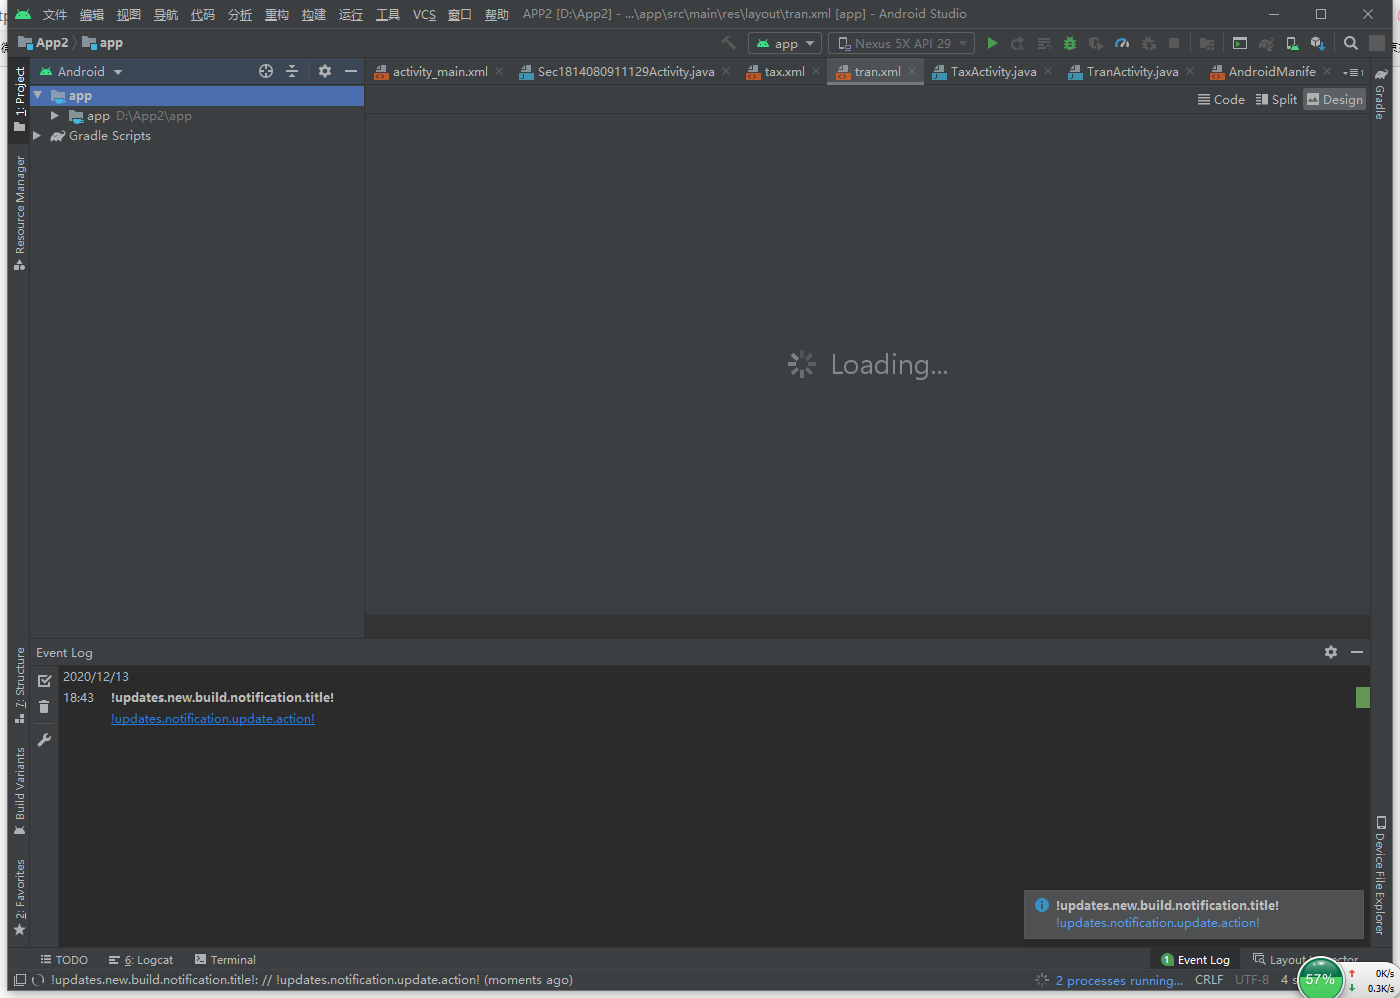 文件 编辑 视图 导航 代码 分析 重构 构建 运行 工具 VCS 窗口 帮助 APP2 [D:\App2] - ...\app\src\main\res\layout\tran.xml [app] - Android Studio
App2 app
app Nexus 5X API 29
Android
activity_main.xml Sec1814080911129Activity.java tax.xml tran.xml TaxActivity.java TranActivity.java AndroidManife
Code Split Design
app
app D:\App2\app
Gradle Scripts
1: Project
Resource Manager
7: Structure
Build Variants
2: Favorites
Gradle
Device File Explorer
Loading...
Event Log
2020/12/13
18:43 !updates.new.build.notification.title!
!updates.notification.update.action!
!updates.new.build.notification.title!
!updates.notification.update.action!
TODO 6: Logcat Terminal 1 Event Log Layout
!updates.new.build.notification.title!: // !updates.notification.update.action! (moments ago) 2 processes running... CRLF UTF-8 4 s
57% 0K/s
0.3K/s